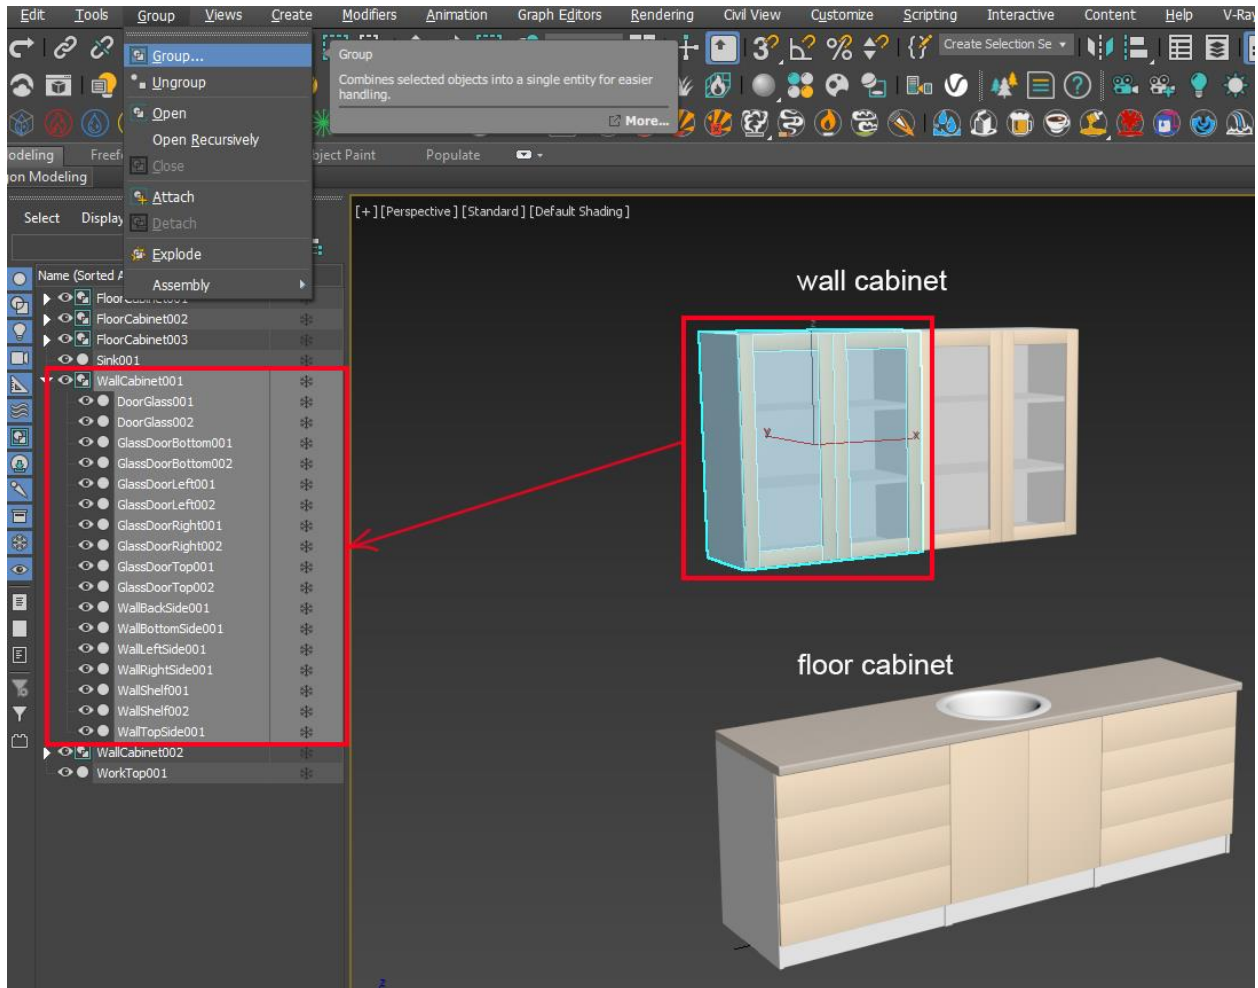 Edit Tools Group Views Create Modifiers Animation Graph Editors Rendering Civil View Customize Scripting Interactive Content Help V-Ra
Group...
Ungroup
Open
Open Recursively
Close
Attach
Detach
Explode
Assembly
Group
Combines selected objects into a single entity for easier
handling.
More...
Create Selection Se
odeling Freef bject Paint Populate
on Modeling
Select Display
Name (Sorted A
FloorCabinet001
FloorCabinet002
FloorCabinet003
Sink001
WallCabinet001
DoorGlass001
DoorGlass002
GlassDoorBottom001
GlassDoorBottom002
GlassDoorLeft001
GlassDoorLeft002
GlassDoorRight001
GlassDoorRight002
GlassDoorTop001
GlassDoorTop002
WallBackSide001
WallBottomSide001
WallLeftSide001
WallRightSide001
WallShelf001
WallShelf002
WallTopSide001
WallCabinet002
WorkTop001
[+] [Perspective ] [Standard ] [Default Shading ]
wall cabinet
z
y
x
floor cabinet
z